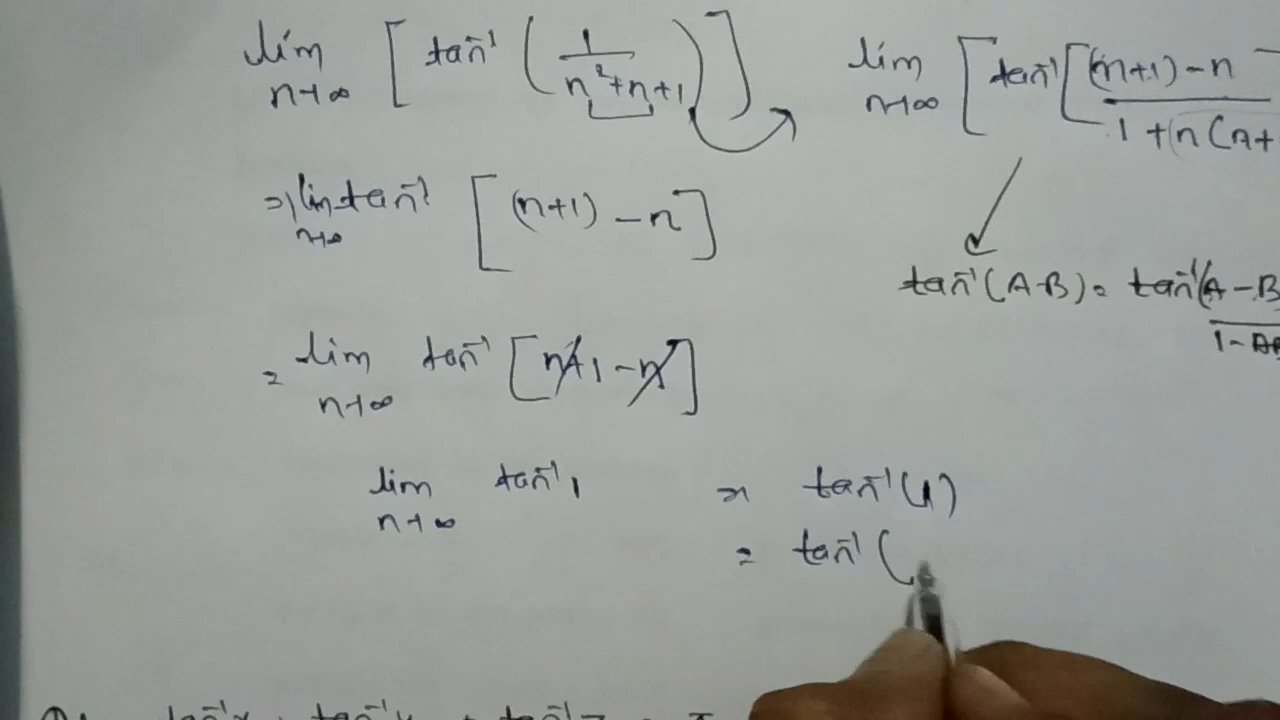 lim n→∞ [ tan⁻¹ ( 1 / n²+n+1 ) ]
lim n→∞ [ tan⁻¹ [ (n+1)-n / 1+n(n+
=) lim n→∞ tan⁻¹ [ (n+1) - n ]
tan⁻¹(A-B) = tan⁻¹( A - B / 1 - AB
= lim n→∞ tan⁻¹ [ n+1 - n ]
lim n→∞ tan⁻¹ 1
= tan⁻¹(1)
= tan⁻¹(